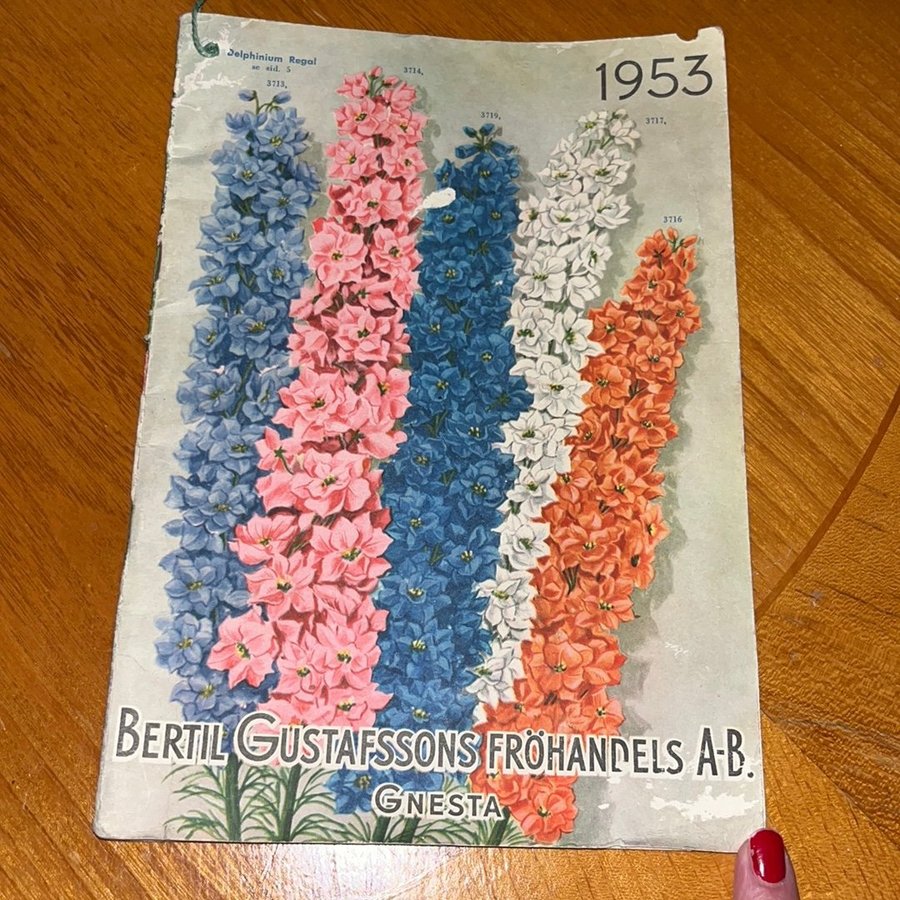 Delphinium Regal
se sid. 5
1953
3713,
3714,
3719,
3717,
3716
BERTIL GUSTAFSSONS FRÖHANDELS A-B.
GNESTA